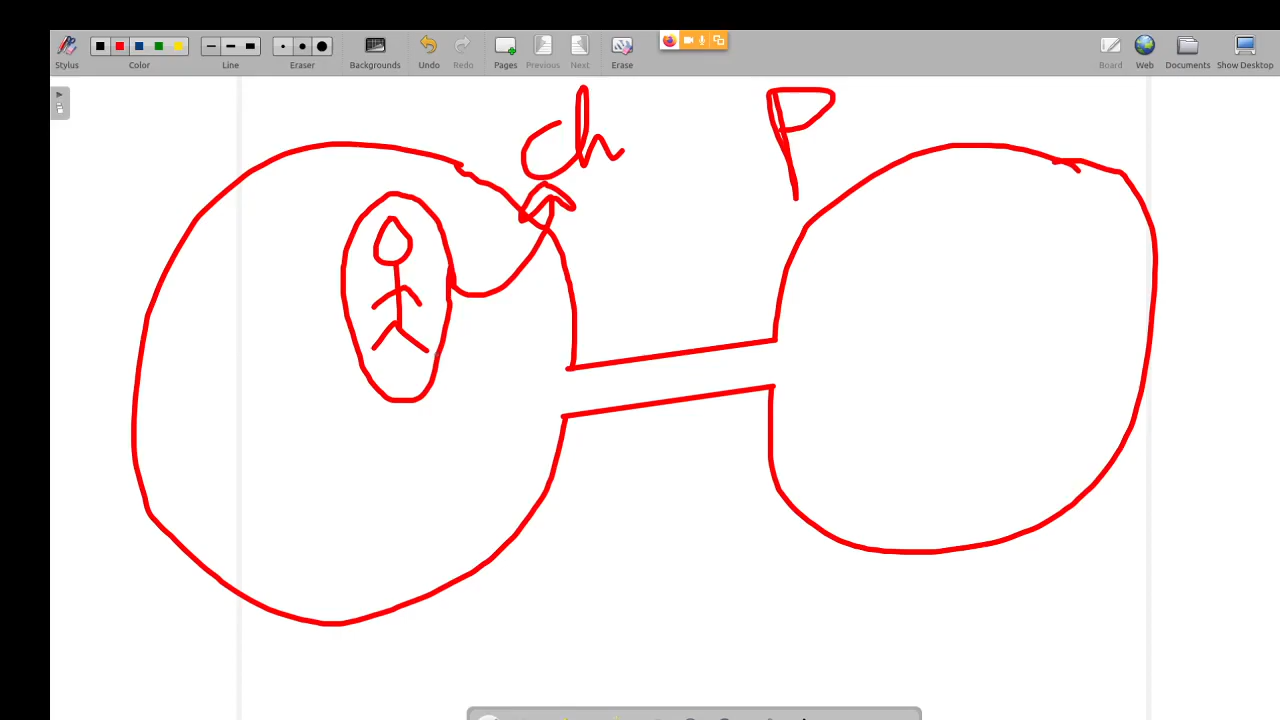 Stylus Color Line Eraser Backgrounds Undo Redo Pages Previous Next Erase Board Web Documents Show Desktop
ch P